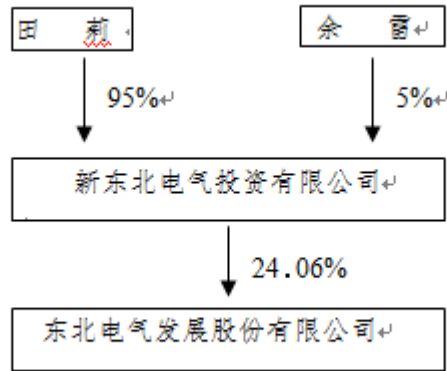 田 莉
余 雷
95%
5%
新东北电气投资有限公司
24.06%
东北电气发展股份有限公司